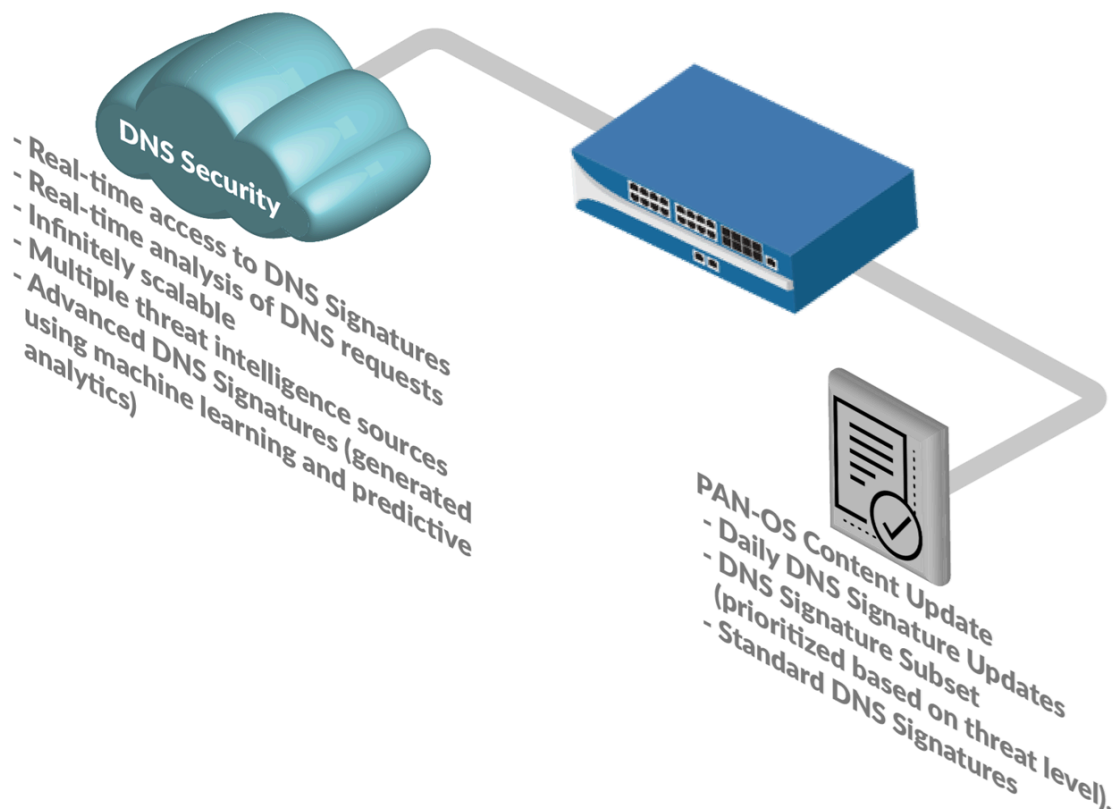 DNS Security
- Real-time access to DNS Signatures
- Real-time analysis of DNS requests
- Infinitely scalable
- Multiple threat intelligence sources
- Advanced DNS Signatures (generated
using machine learning and predictive
analytics)
PAN-OS Content Update
- Daily DNS Signature Updates
- DNS Signature Subset
(prioritized based on threat level).
- Standard DNS Signatures